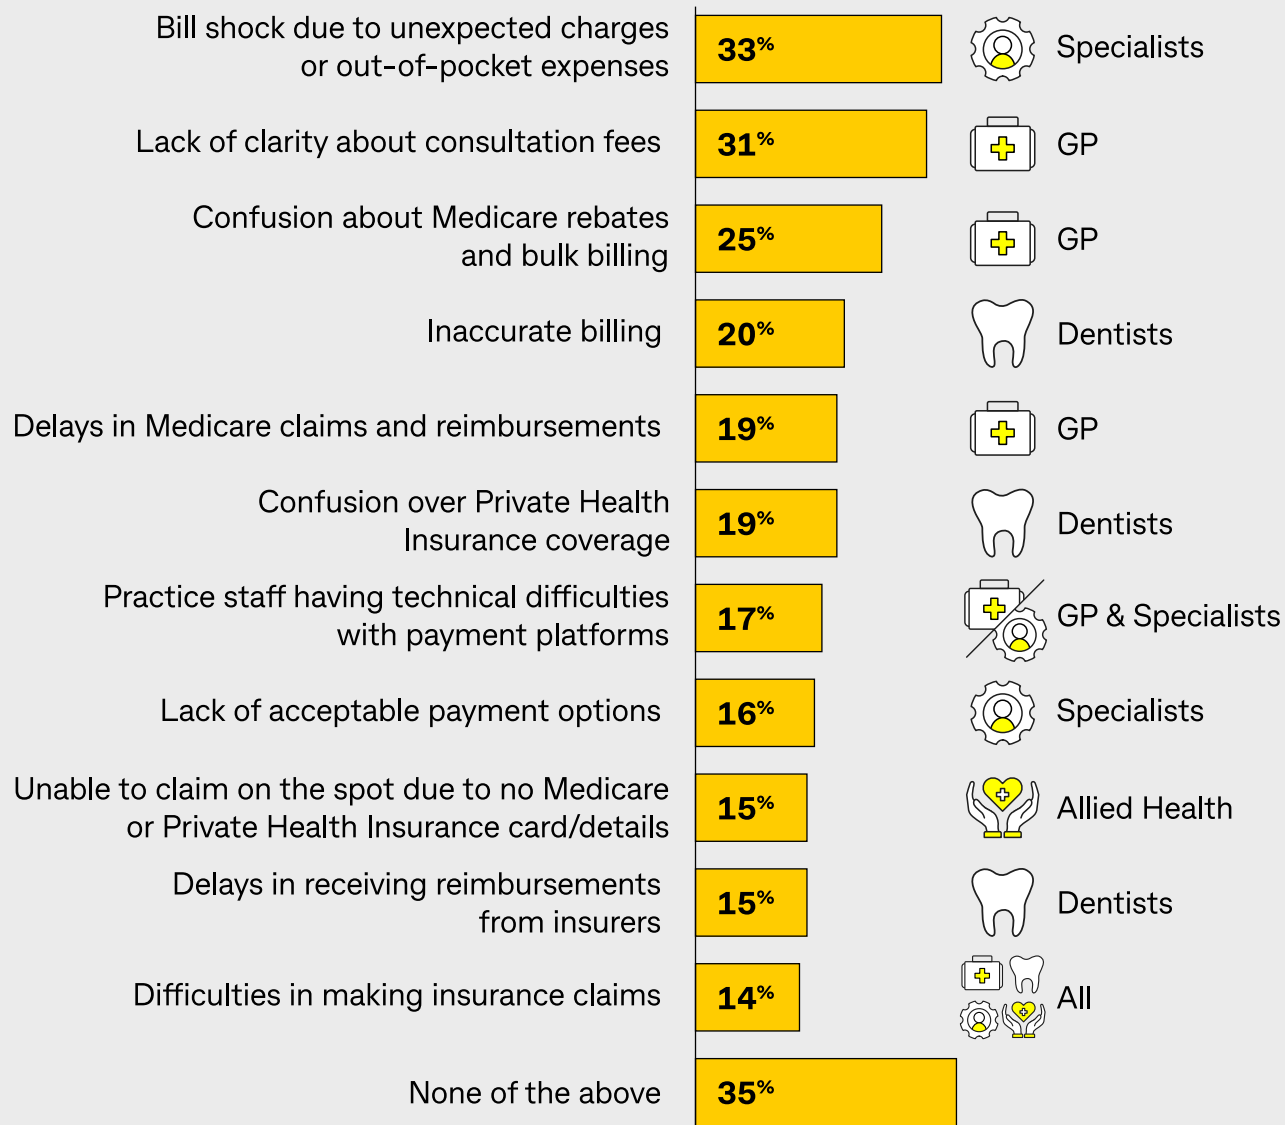 Bill shock due to unexpected charges
or out-of-pocket expenses
33%
Specialists
Lack of clarity about consultation fees
31%
GP
Confusion about Medicare rebates
and bulk billing
25%
GP
Inaccurate billing
20%
Dentists
Delays in Medicare claims and reimbursements
19%
GP
Confusion over Private Health
Insurance coverage
19%
Dentists
Practice staff having technical difficulties
with payment platforms
17%
GP & Specialists
Lack of acceptable payment options
16%
Specialists
Unable to claim on the spot due to no Medicare
or Private Health Insurance card/details
15%
Allied Health
Delays in receiving reimbursements
from insurers
15%
Dentists
Difficulties in making insurance claims
14%
All
None of the above
35%